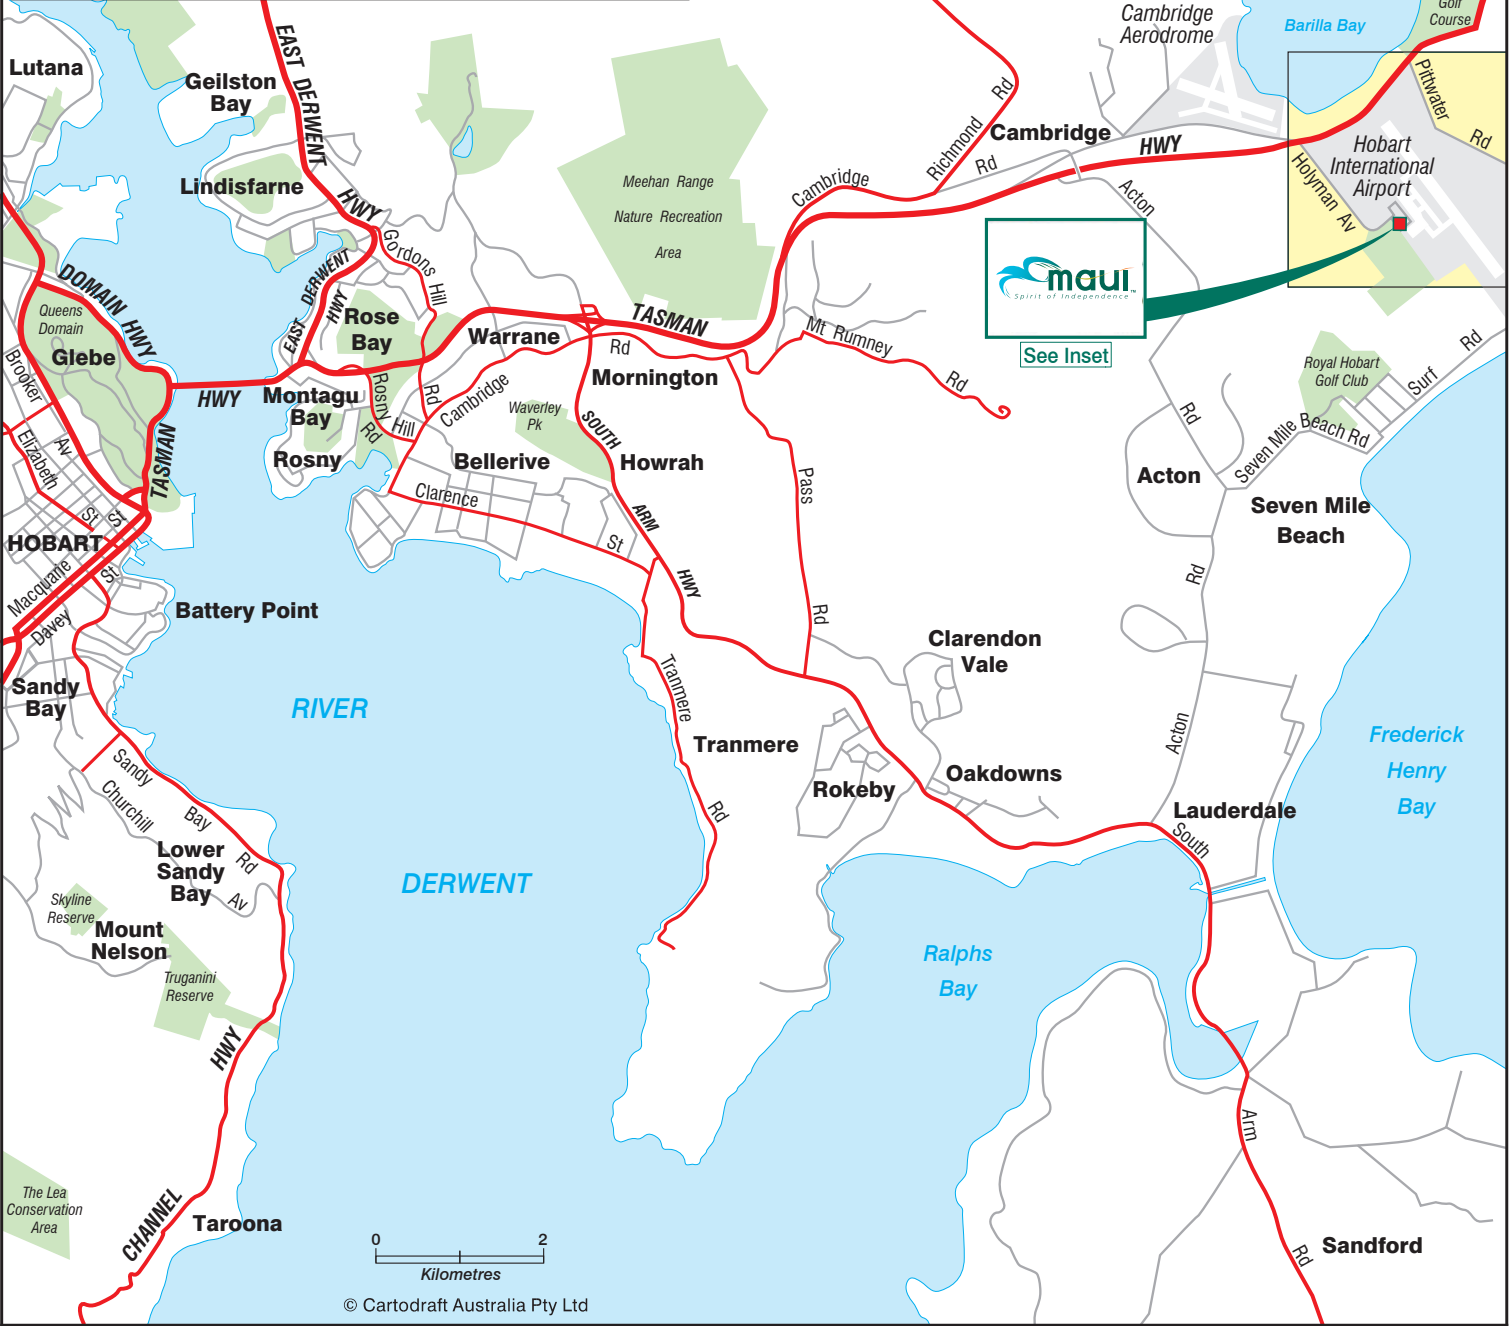 Lutana
Geilston
Bay
EAST DERWENT
HWY
Lindisfarne
Cambridge
Aerodrome
Barilla Bay
Golf
Course
Pittwater
Rd
Richmond
Rd
Cambridge
HWY
Hobart
International
Airport
Holyman Av
Meehan Range
Nature Recreation
Area
Cambridge
Rd
Acton
maui
Spirit of Independence
See Inset
DOMAIN HWY
Queens
Domain
Glebe
Brooker
Av
EAST
DERWENT
HWY
Gordons
Hill
Rd
Rose
Bay
Warrane
TASMAN
Rd
Mornington
Mt Rumney
Rd
HWY
TASMAN
Montagu
Bay
Rosny
Hill
Rd
Rosny
Cambridge
Waverley
Pk
SOUTH
ARM
HWY
Howrah
Bellerive
Clarence
St
Pass
Rd
Royal Hobart
Golf Club
Surf
Rd
Seven Mile Beach Rd
Rd
Acton
Seven Mile
Beach
Rd
Elizabeth
St
St
HOBART
Macquarie
St
Davey
Battery Point
Sandy
Bay
RIVER
DERWENT
Tranmere
Rd
Tranmere
Clarendon
Vale
Rokeby
Oakdowns
Acton
Lauderdale
South
Frederick
Henry
Bay
Sandy
Bay
Rd
Churchill
Av
Lower
Sandy
Bay
Skyline
Reserve
Mount
Nelson
Truganini
Reserve
HWY
Ralphs
Bay
Arm
Rd
Sandford
The Lea
Conservation
Area
CHANNEL
Taroona
0 2
Kilometres
© Cartodraft Australia Pty Ltd